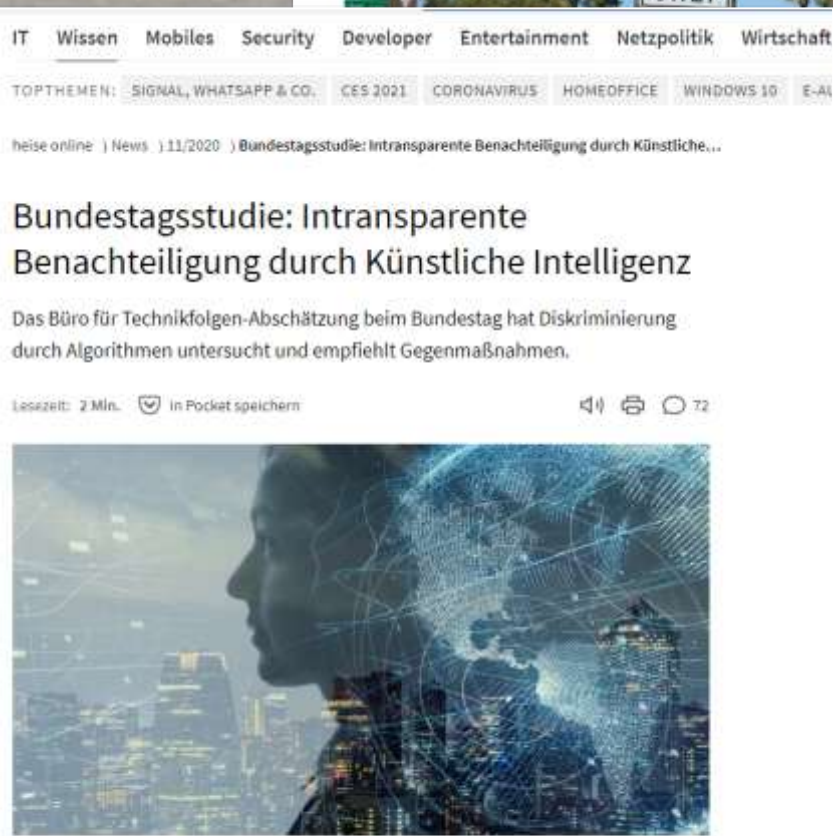 IT Wissen Mobiles Security Developer Entertainment Netzpolitik Wirtschaft
TOPTHEMEN: SIGNAL, WHATSAPP & CO. CES 2021 CORONAVIRUS HOMEOFFICE WINDOWS 10
heise online ⟩ News ⟩ 11/2020 ⟩ Bundestagsstudie: Intransparente Benachteiligung durch Künstliche...
Bundestagsstudie: Intransparente
Benachteiligung durch Künstliche Intelligenz
Das Büro für Technikfolgen-Abschätzung beim Bundestag hat Diskriminierung
durch Algorithmen untersucht und empfiehlt Gegenmaßnahmen.
Lesezeit: 2 Min. in Pocket speichern 72